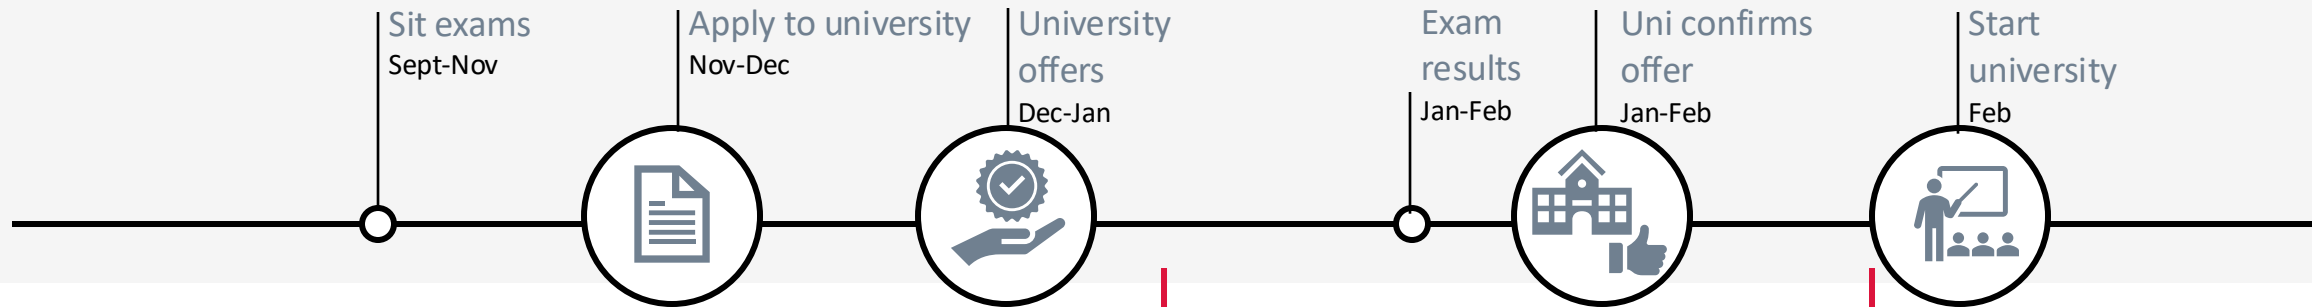 Sit exams
Sept-Nov
Apply to university
Nov-Dec
University
offers
Dec-Jan
Exam
results
Jan-Feb
Uni confirms
offer
Jan-Feb
Start
university
Feb